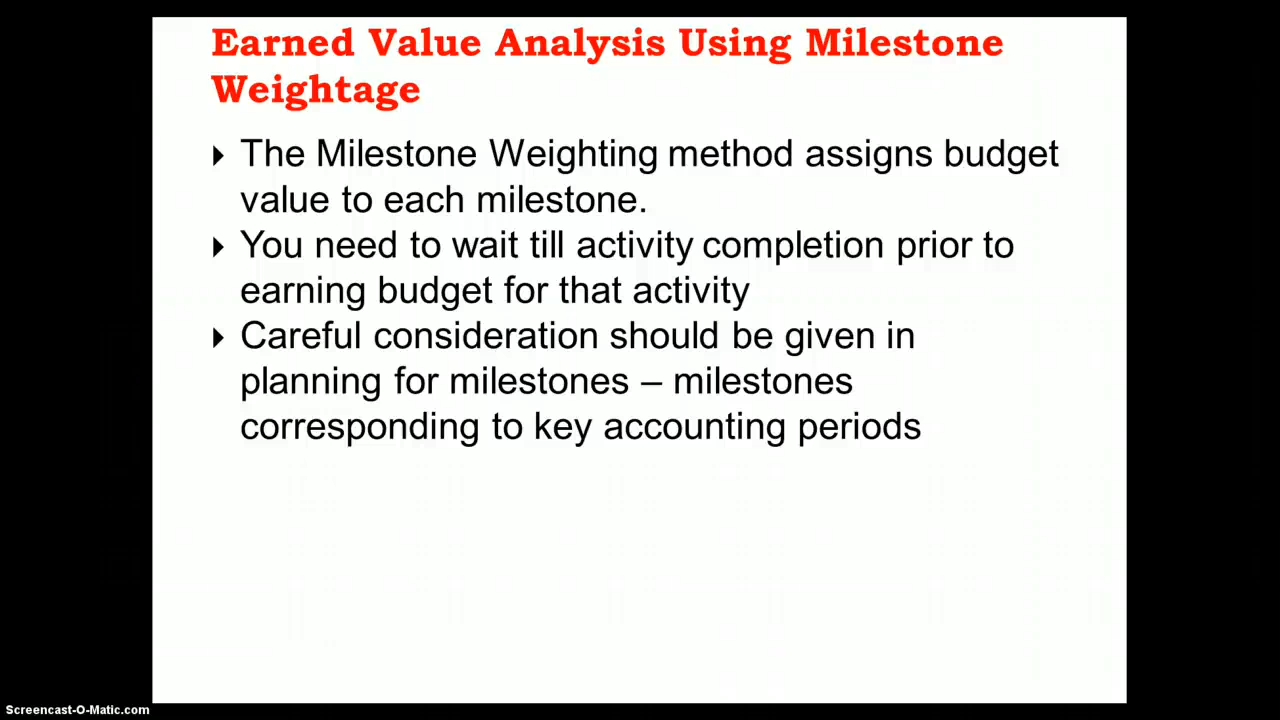 Earned Value Analysis Using Milestone
Weightage
The Milestone Weighting method assigns budget
value to each milestone.
You need to wait till activity completion prior to
earning budget for that activity
Careful consideration should be given in
planning for milestones – milestones
corresponding to key accounting periods
Screencast-O-Matic.com